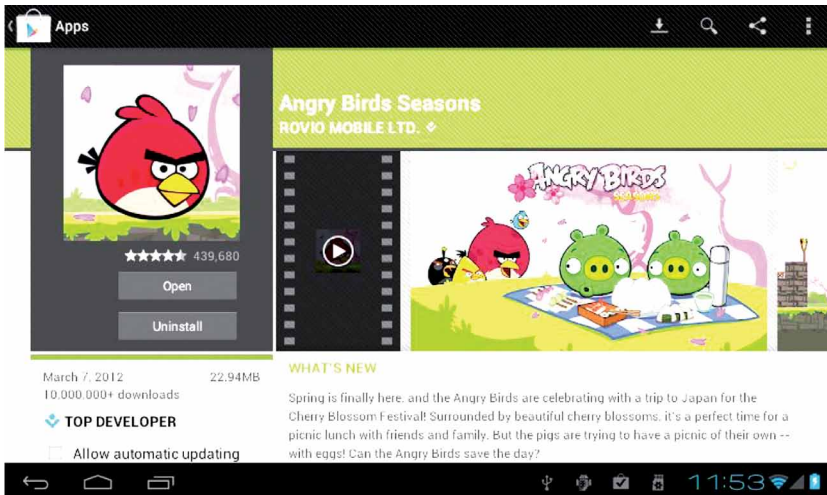 Apps
Angry Birds Seasons
ROVIO MOBILE LTD.
ANGRY BIRDS
SEASONS
439,680
Open
Uninstall
March 7, 2012 22.94MB
10,000,000+ downloads
TOP DEVELOPER
Allow automatic updating
WHAT'S NEW
Spring is finally here, and the Angry Birds are celebrating with a trip to Japan for the
Cherry Blossom Festival! Surrounded by beautiful cherry blossoms, it's a perfect time for a
picnic lunch with friends and family. But the pigs are trying to have a picnic of their own --
with eggs! Can the Angry Birds save the day?
11:53